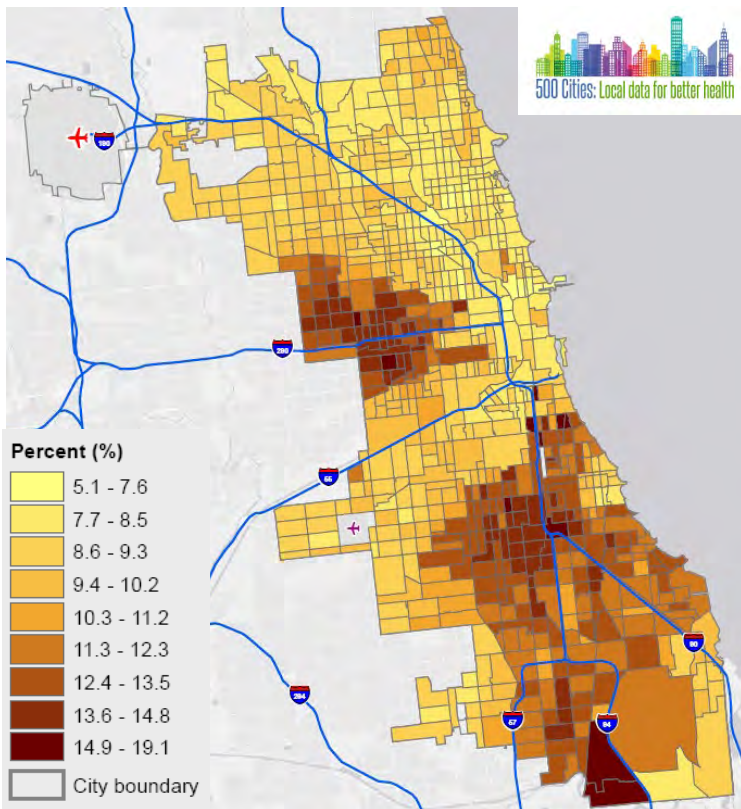 500 Cities: Local data for better health
190
290
55
90
294
57
94
Percent (%)
5.1 - 7.6
7.7 - 8.5
8.6 - 9.3
9.4 - 10.2
10.3 - 11.2
11.3 - 12.3
12.4 - 13.5
13.6 - 14.8
14.9 - 19.1
City boundary